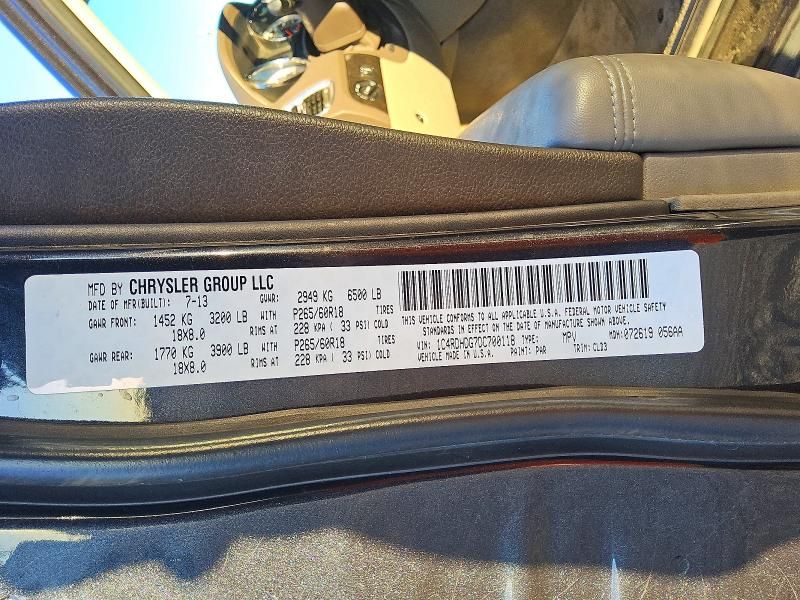 MFD BY CHRYSLER GROUP LLC
DATE OF MFR(BUILT): 7-13 GVWR: 2949 KG 6500 LB
GAWR FRONT: 1452 KG 3200 LB WITH P265/60R18 TIRES
18X8.0 RIMS AT 228 KPA ( 33 PSI) COLD
GAWR REAR: 1770 KG 3900 LB WITH P265/60R18 TIRES
18X8.0 RIMS AT 228 KPA ( 33 PSI) COLD
THIS VEHICLE CONFORMS TO ALL APPLICABLE U.S.A. FEDERAL MOTOR VEHICLE SAFETY
STANDARDS IN EFFECT ON THE DATE OF MANUFACTURE SHOWN ABOVE.
VIN: 1C4RDHDG7DC700118 TYPE: MPV MDH: 072619 056AA
VEHICLE MADE IN U.S.A. PAINT: PAR TRIM: CLD3